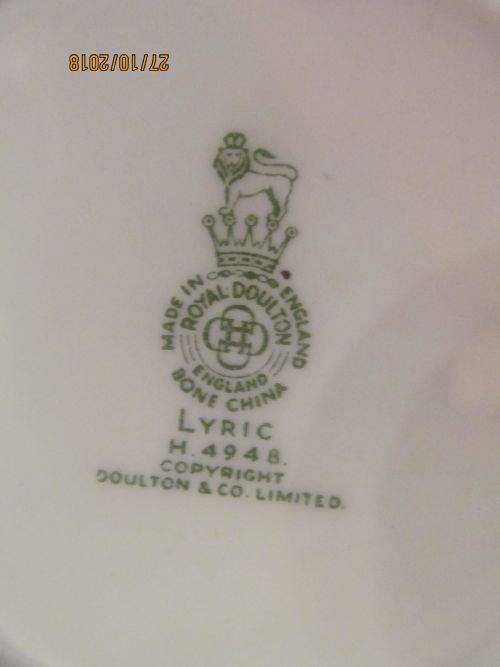 27/10/2018
MADE IN ENGLAND
ROYAL·DOULTON
ENGLAND
BONE CHINA
LYRIC
H.4948.
COPYRIGHT
DOULTON & CO. LIMITED.